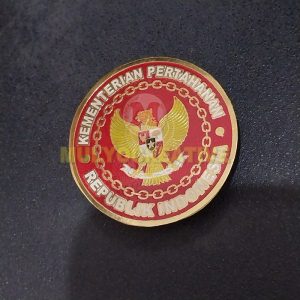 KEMENTERIAN PERTAHANAN
REPUBLIK INDONESIA